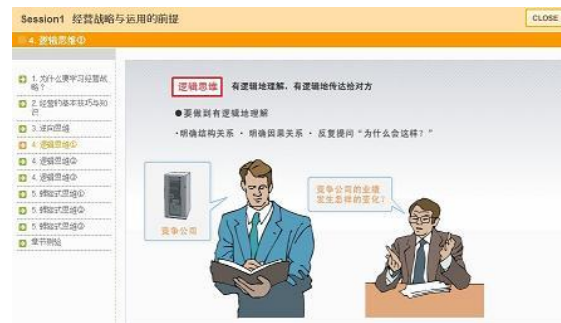 Session1 经营战略与运用的前提
CLOSE
4. 逻辑思维①
1. 为什么要学习经营战
略？
2. 经营的基本技巧与知
识
3. 逆向思维
4. 逻辑思维①
4. 逻辑思维②
4. 逻辑思维③
5. 螺旋式思维①
5. 螺旋式思维②
5. 螺旋式思维③
章节测验
逻辑思维 有逻辑地理解、有逻辑地传达给对方
●要做到有逻辑地理解
·明确结构关系 · 明确因果关系 · 反复提问“为什么会这样？”
竞争公司
竞争公司的业绩
发生怎样的变化？